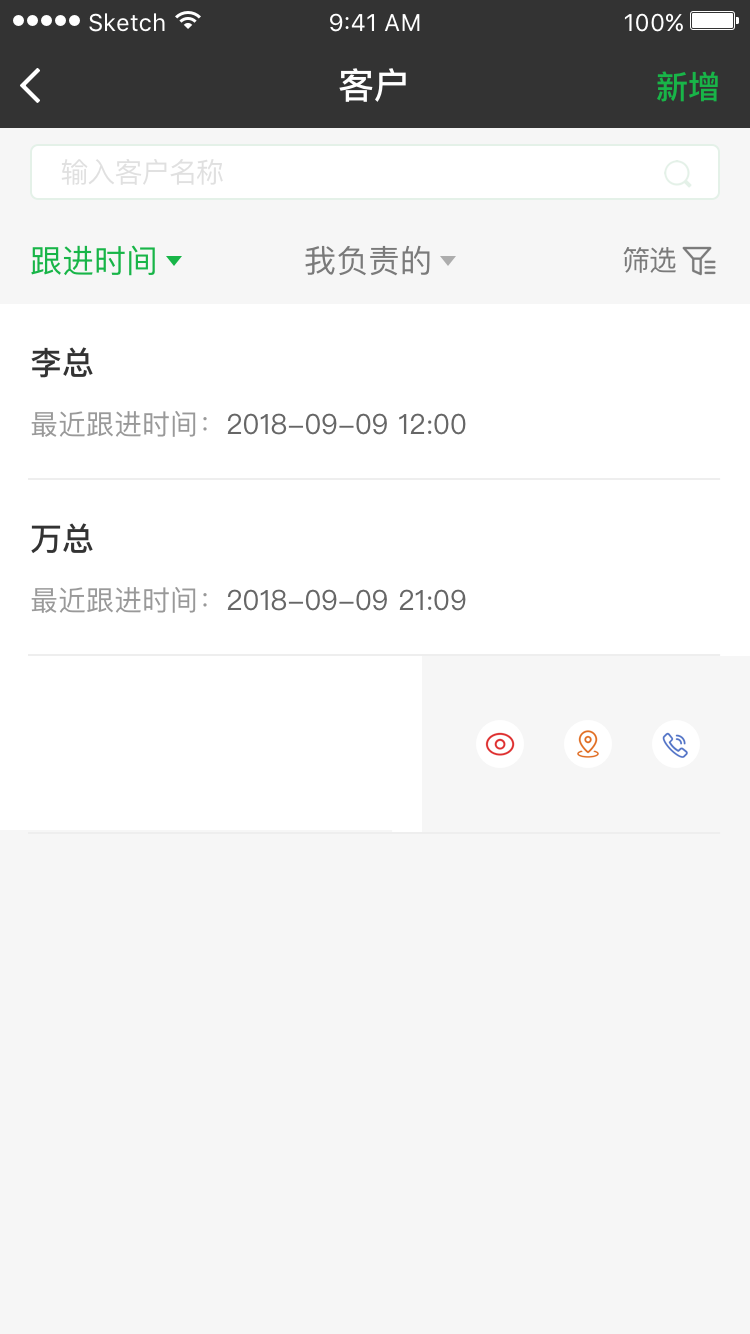 Sketch 9:41 AM 100%
客户 新增
输入客户名称
跟进时间 我负责的 筛选
李总
最近跟进时间： 2018-09-09 12:00
万总
最近跟进时间： 2018-09-09 21:09